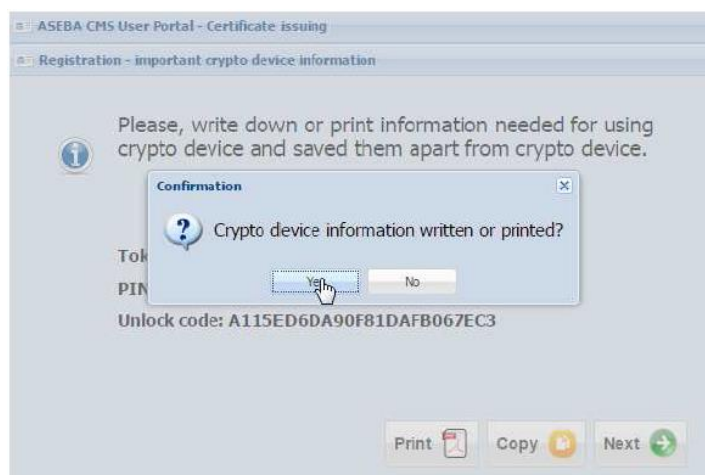 ASEBA CMS User Portal - Certificate issuing
Registration - important crypto device information
Please, write down or print information needed for using
crypto device and saved them apart from crypto device.
Confirmation
Crypto device information written or printed?
Yes
No
Tok
PIN
Unlock code: A115ED6DA90F81DAFB067EC3
Print
Copy
Next